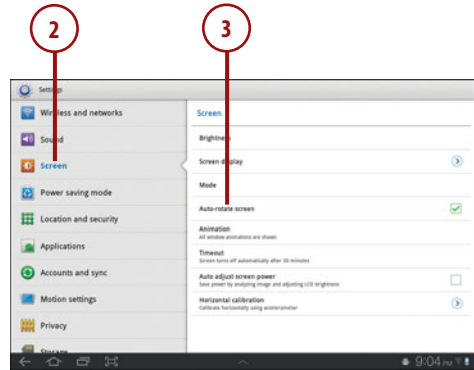 2
3
Settings
Wireless and networks
Sound
Screen
Power saving mode
Location and security
Applications
Accounts and sync
Motion settings
Privacy
Storage
Screen
Brightness
Screen display
Mode
Auto-rotate screen
Animation
All window animations are shown
Timeout
Screen turns off automatically after 30 minutes
Auto adjust screen power
Save power by analyzing image and adjusting LCD brightness
Horizontal calibration
Calibrate horizontally using accelerometer
9:04 PM